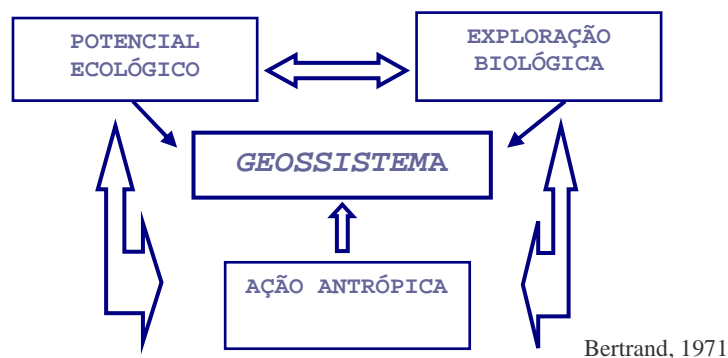 POTENCIAL
ECOLÓGICO
EXPLORAÇÃO
BIOLÓGICA
GEOSSISTEMA
AÇÃO ANTRÓPICA
Bertrand, 1971